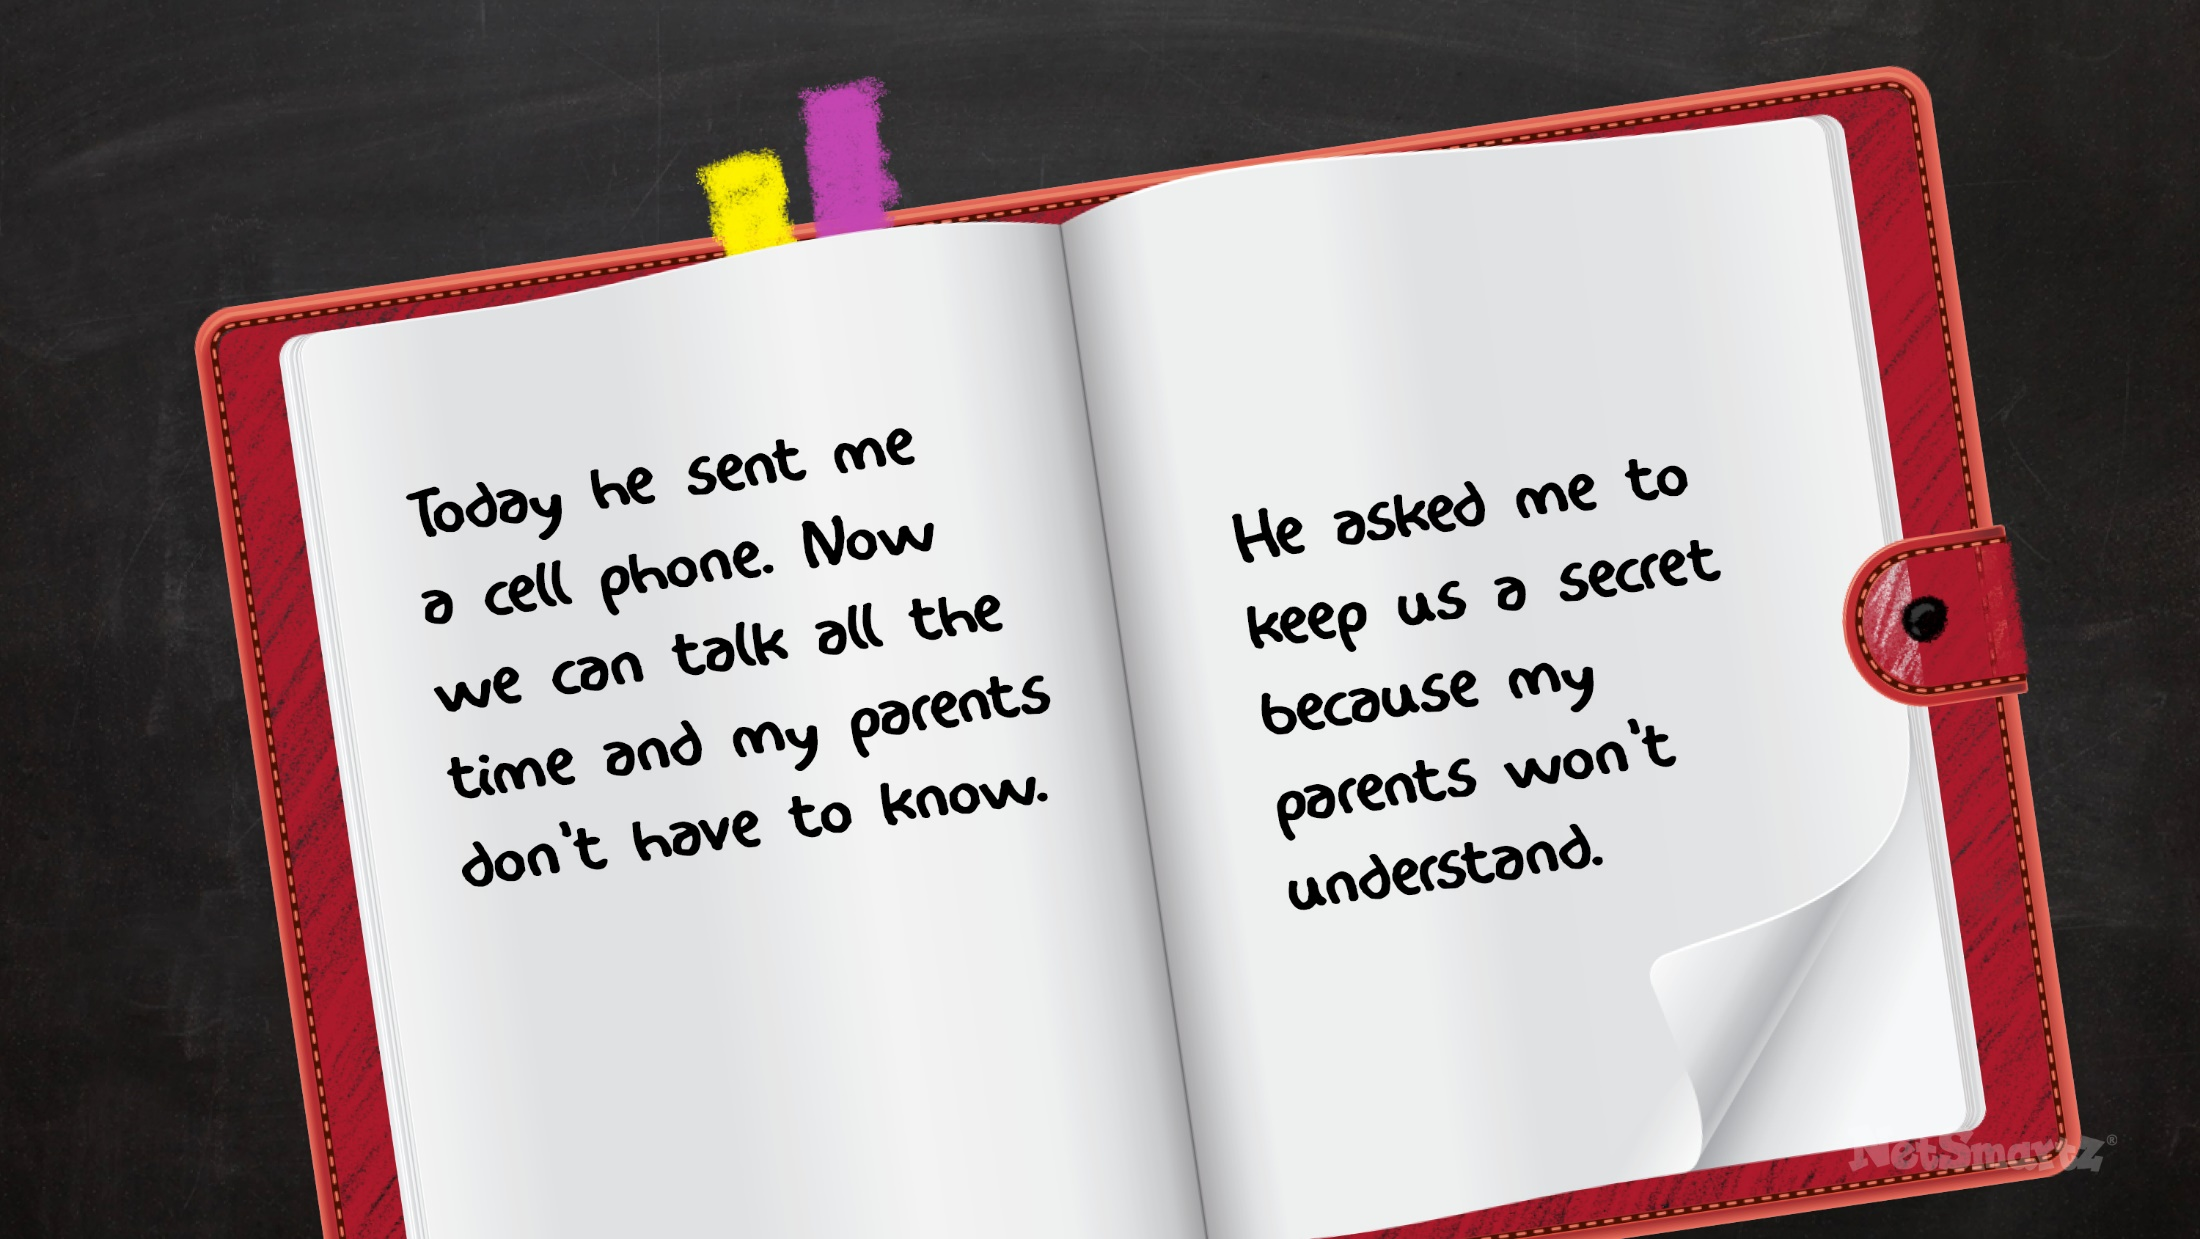 Today he sent me
a cell phone. Now
we can talk all the
time and my parents
don't have to know.
He asked me to
keep us a secret
because my
parents won't
understand.
NetSmartz®